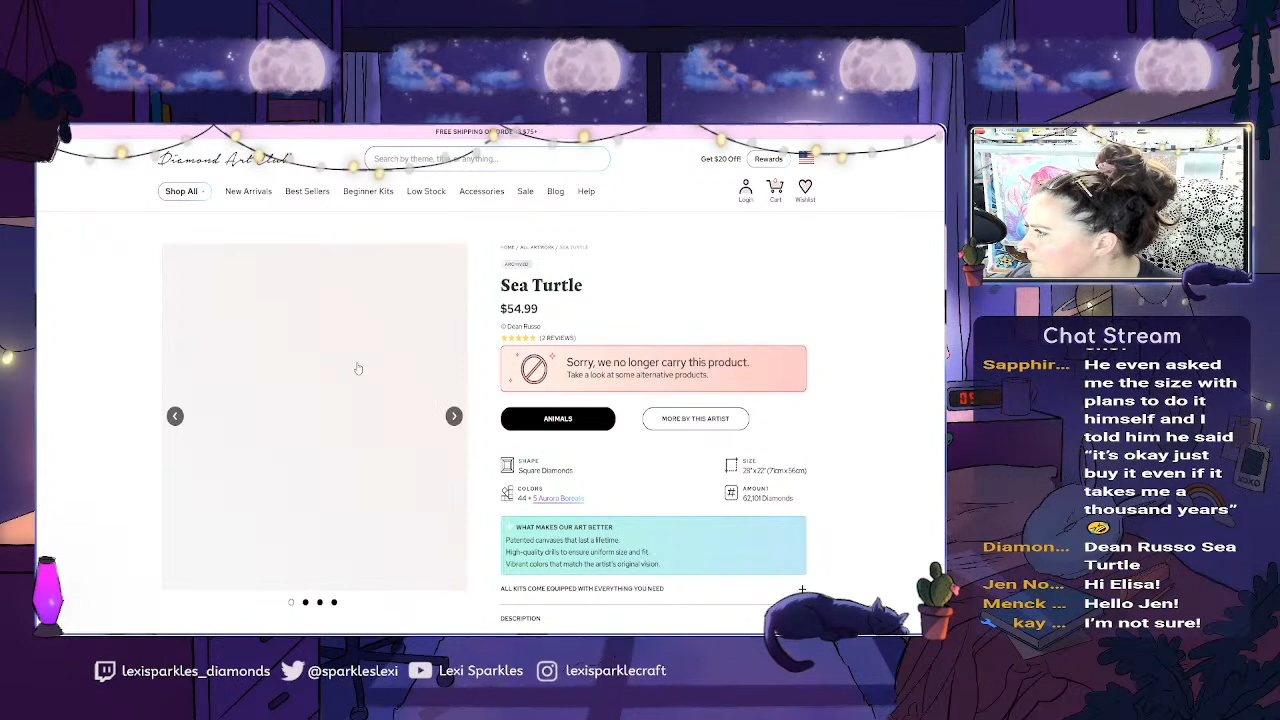 Diamond Art Club
Search by theme, title, or anything...
Get $20 Off!
Rewards
Shop All
New Arrivals
Best Sellers
Beginner Kits
Low Stock
Accessories
Sale
Blog
Help
Login
Cart
Wishlist
HOME / ALL ARTWORK / SEA TURTLE
ARCHIVED
Sea Turtle
$54.99
© Dean Russo
(2 REVIEWS)
Sorry, we no longer carry this product.
Take a look at some alternative products.
ANIMALS
MORE BY THIS ARTIST
SHAPE
Square Diamonds
SIZE
28"x22" (71cm x 56cm)
COLORS
44 + 5 Aurora Borealis
AMOUNT
62,101 Diamonds
WHAT MAKES OUR ART BETTER
Patented canvases that last a lifetime.
High-quality drills to ensure uniform size and fit.
Vibrant colors that match the artist's original vision.
ALL KITS COME EQUIPPED WITH EVERYTHING YOU NEED
DESCRIPTION
Chat Stream
Sapphir... He even asked
me the size with
plans to do it
himself and I
told him he said
“it’s okay just
buy it even if it
takes me a
thousand years”
Diamon... Dean Russo Sea
Turtle
Jen No... Hi Elisa!
Menck ... Hello Jen!
kay ... I’m not sure!
lexisparkles_diamonds
@sparkleslexi
Lexi Sparkles
lexisparklecraft